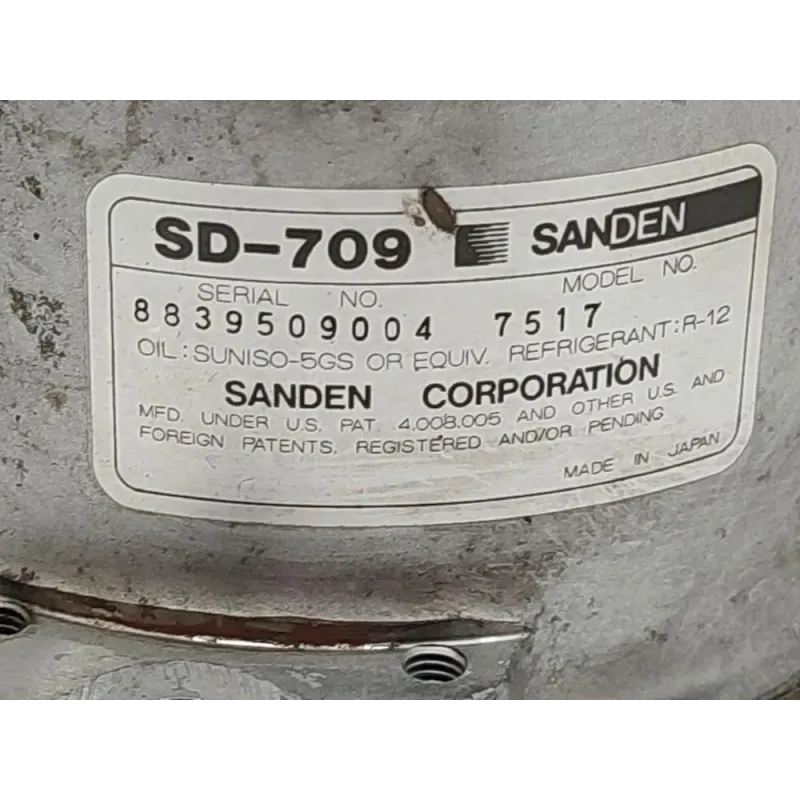 SD-709 SANDEN
SERIAL NO. MODEL NO.
8839509004 7517
OIL: SUNISO-5GS OR EQUIV. REFRIGERANT: R-12
SANDEN CORPORATION
MFD. UNDER U.S. PAT. 4.008.005 AND OTHER U.S. AND
FOREIGN PATENTS, REGISTERED AND/OR PENDING
MADE IN JAPAN